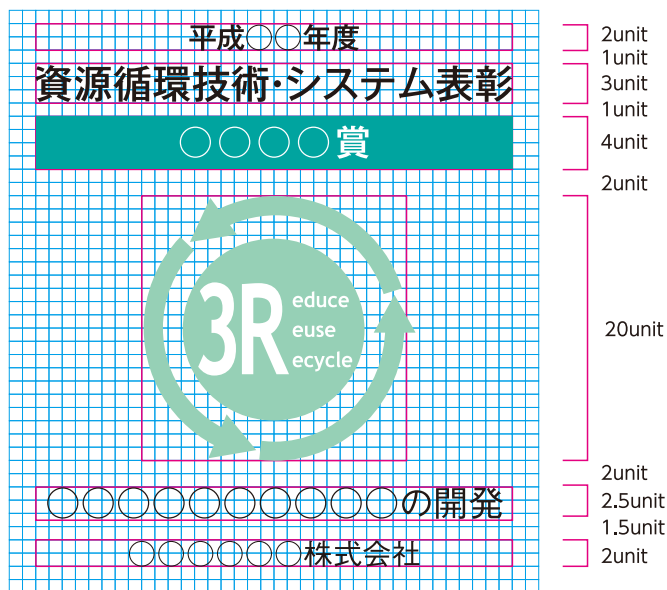 平成○○年度
2unit
1unit
資源循環技術・システム表彰
3unit
1unit
○○○○賞
4unit
2unit
3R
educe
euse
ecycle
20unit
2unit
○○○○○○○○○○の開発
2.5unit
1.5unit
○○○○○○株式会社
2unit